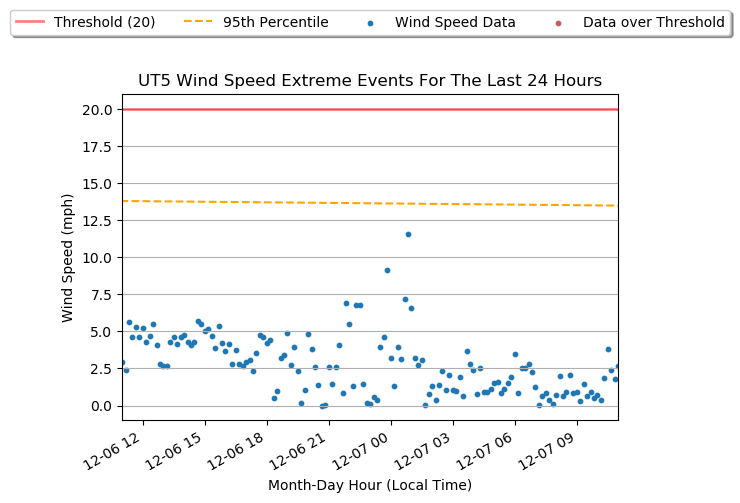 Threshold (20) 95th Percentile Wind Speed Data Data over Threshold
UT5 Wind Speed Extreme Events For The Last 24 Hours
20.0
17.5
15.0
12.5
10.0
7.5
5.0
2.5
0.0
Wind Speed (mph)
12-06 12 12-06 15 12-06 18 12-06 21 12-07 00 12-07 03 12-07 06 12-07 09
Month-Day Hour (Local Time)